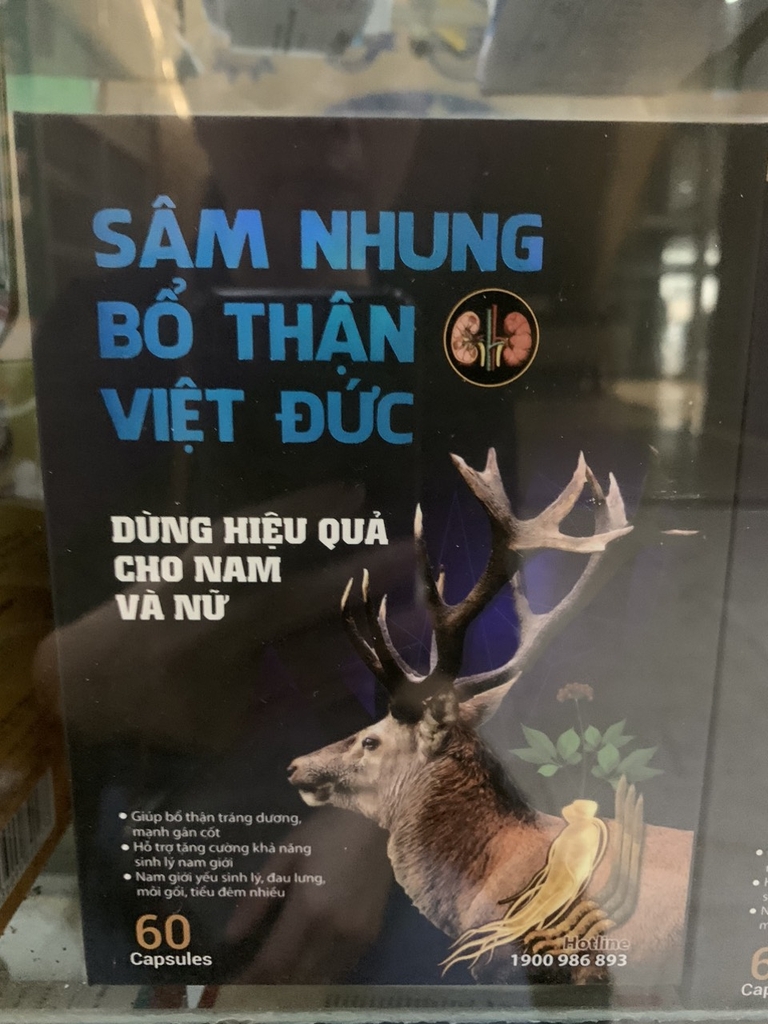 SÂM NHUNG
BỔ THẬN
VIỆT ĐỨC
DÙNG HIỆU QUẢ
CHO NAM
VÀ NỮ
• Giúp bổ thận tráng dương,
mạnh gân cốt
• Hỗ trợ tăng cường khả năng
sinh lý nam giới
• Nam giới yếu sinh lý, đau lưng,
mỏi gối, tiểu đêm nhiều
60
Capsules
Hotline
1900 986 893